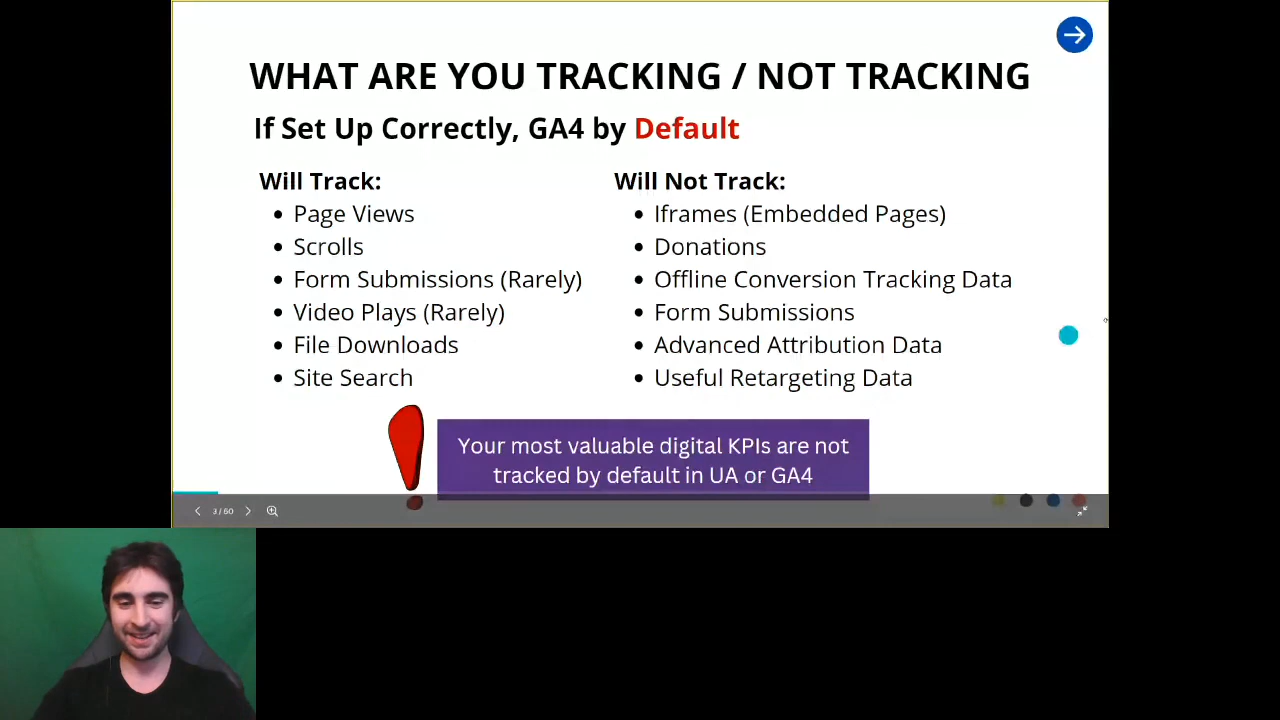 WHAT ARE YOU TRACKING / NOT TRACKING
If Set Up Correctly, GA4 by Default
Will Track:
• Page Views
• Scrolls
• Form Submissions (Rarely)
• Video Plays (Rarely)
• File Downloads
• Site Search
Will Not Track:
• Iframes (Embedded Pages)
• Donations
• Offline Conversion Tracking Data
• Form Submissions
• Advanced Attribution Data
• Useful Retargeting Data
Your most valuable digital KPIs are not
tracked by default in UA or GA4
3 / 60